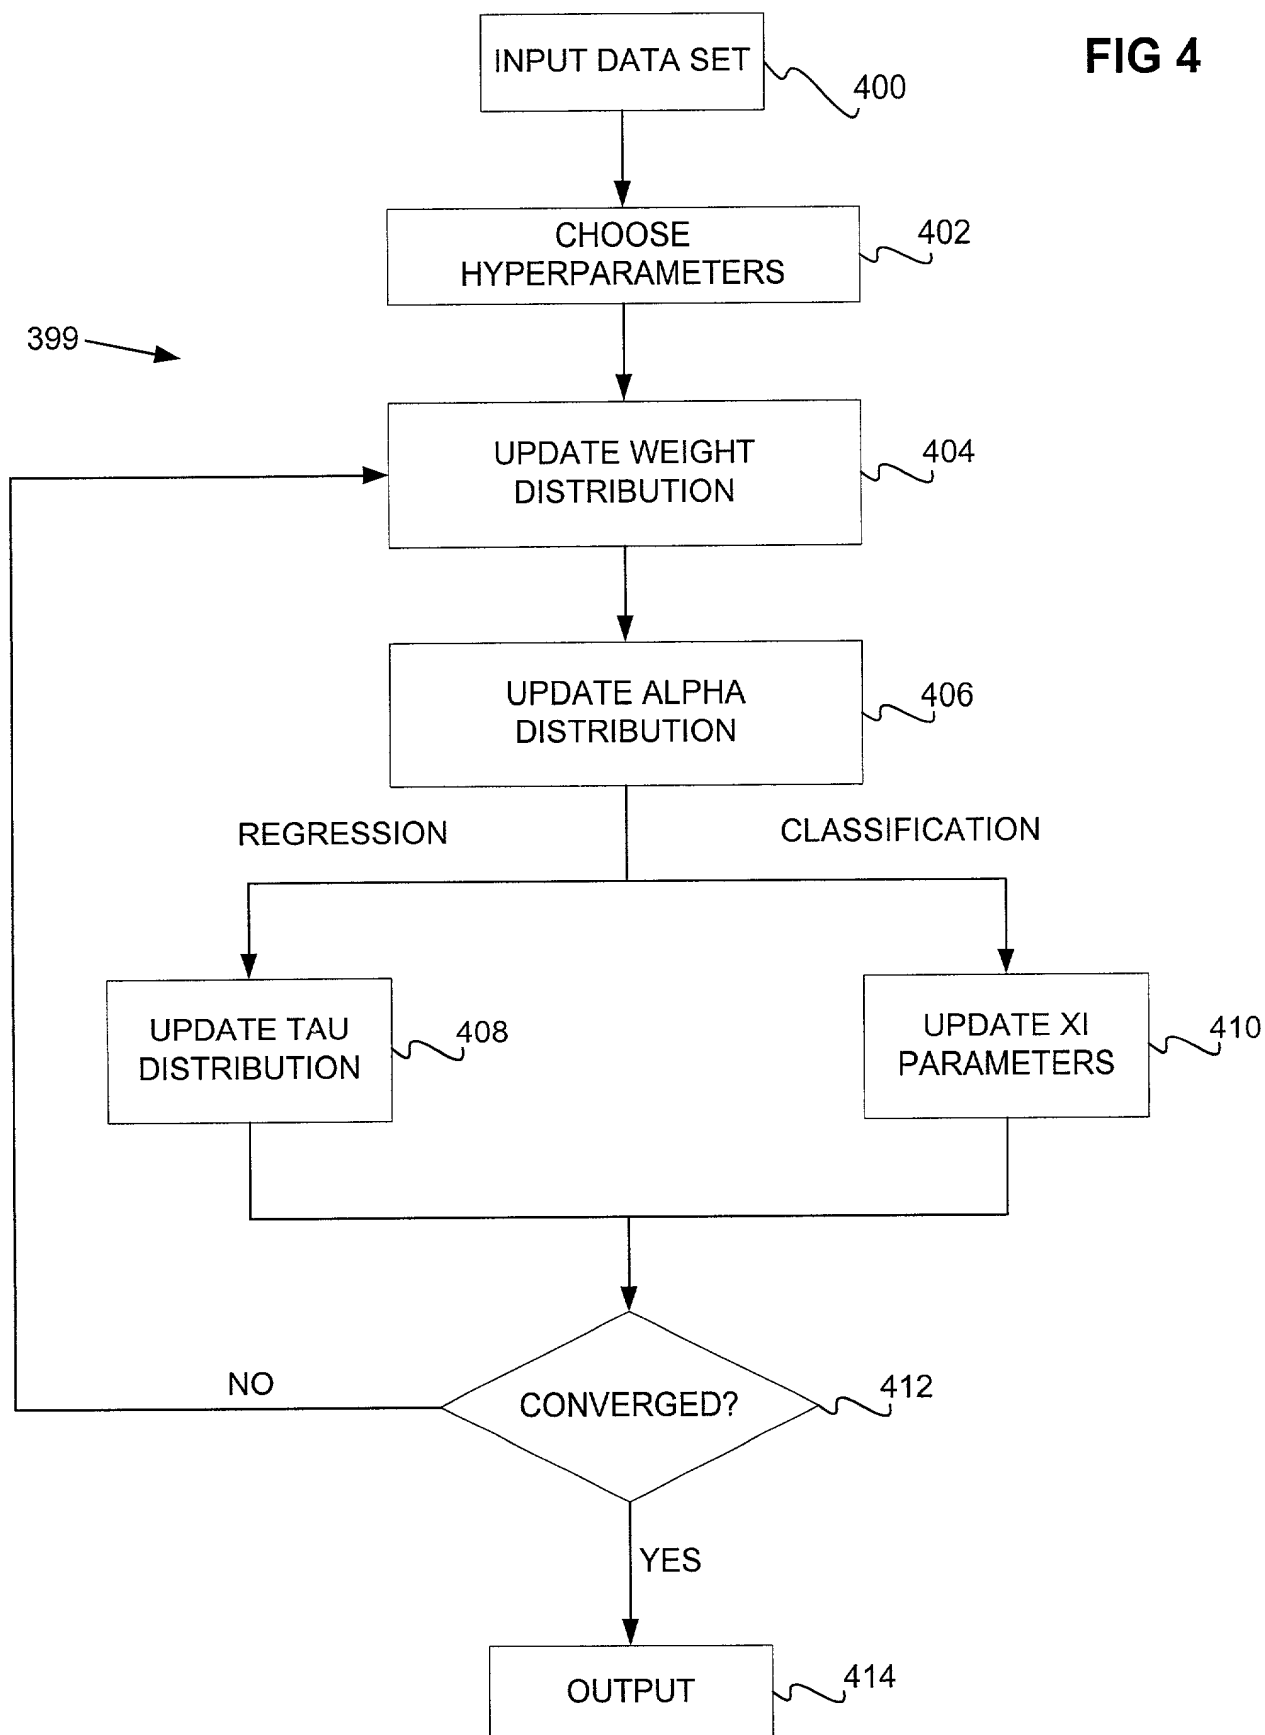 FIG 4
INPUT DATA SET
400
CHOOSE
HYPERPARAMETERS
402
399
UPDATE WEIGHT
DISTRIBUTION
404
UPDATE ALPHA
DISTRIBUTION
406
REGRESSION
CLASSIFICATION
UPDATE TAU
DISTRIBUTION
408
UPDATE XI
PARAMETERS
410
NO
CONVERGED?
412
YES
OUTPUT
414